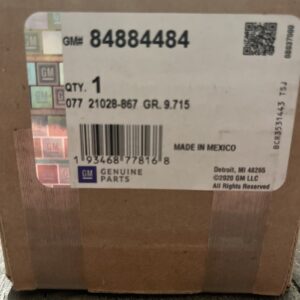 GM# 84884484
QTY. 1
077 21028-867 GR. 9.715
MADE IN MEXICO
1 93468 77816 8
GM GENUINE
PARTS
Detroit, MI 48265
©2020 GM LLC
All Rights Reserved
GM